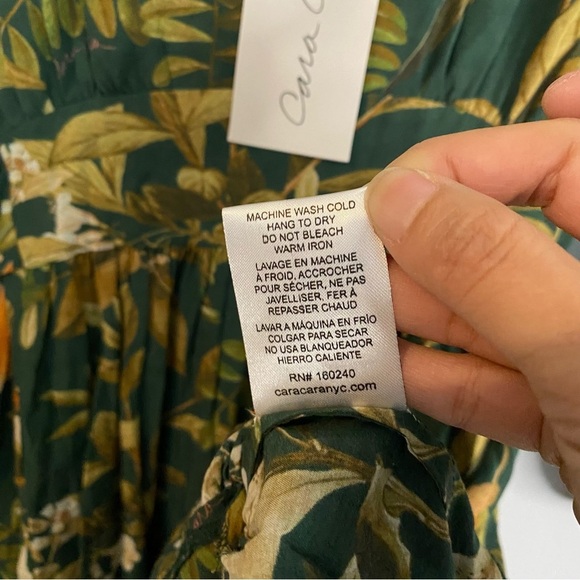 Cara C
MACHINE WASH COLD
HANG TO DRY
DO NOT BLEACH
WARM IRON
LAVAGE EN MACHINE
À FROID, ACCROCHER
POUR SÉCHER, NE PAS
JAVELLISER, FER À
REPASSER CHAUD
LAVAR A MÁQUINA EN FRÍO
COLGAR PARA SECAR
NO USA BLANQUEADOR
HIERRO CALIENTE
RN# 160240
caracaranyc.com